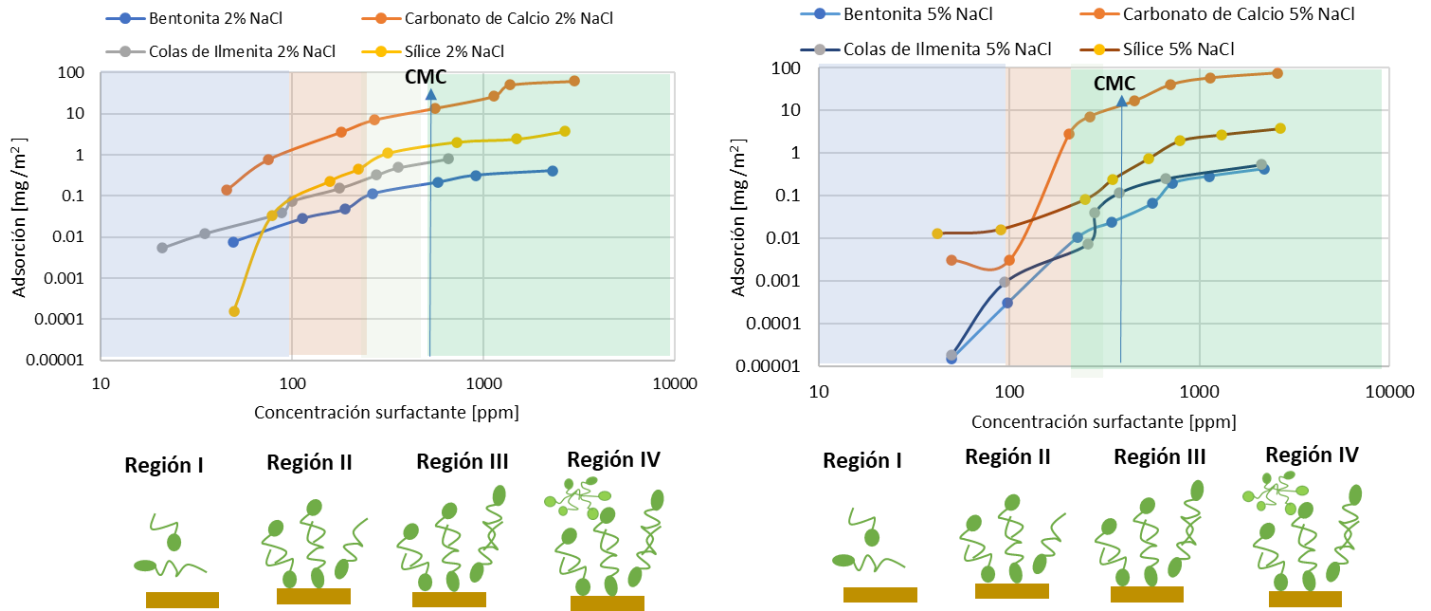 Bentonita 2% NaCl
Carbonato de Calcio 2% NaCl
Colas de Ilmenita 2% NaCl
Sílice 2% NaCl
CMC
100
10
1
0.1
0.01
0.001
0.0001
0.00001
Adsorción [mg /m²]
10
100
1000
10000
Concentración surfactante [ppm]
Región I
Región II
Región III
Región IV
Bentonita 5% NaCl
Carbonato de Calcio 5% NaCl
Colas de Ilmenita 5% NaCl
Sílice 5% NaCl
CMC
100
10
1
0.1
0.01
0.001
0.0001
0.00001
Adsorción [mg /m²]
10
100
1000
10000
Concentración surfactante [ppm]
Región I
Región II
Región III
Región IV